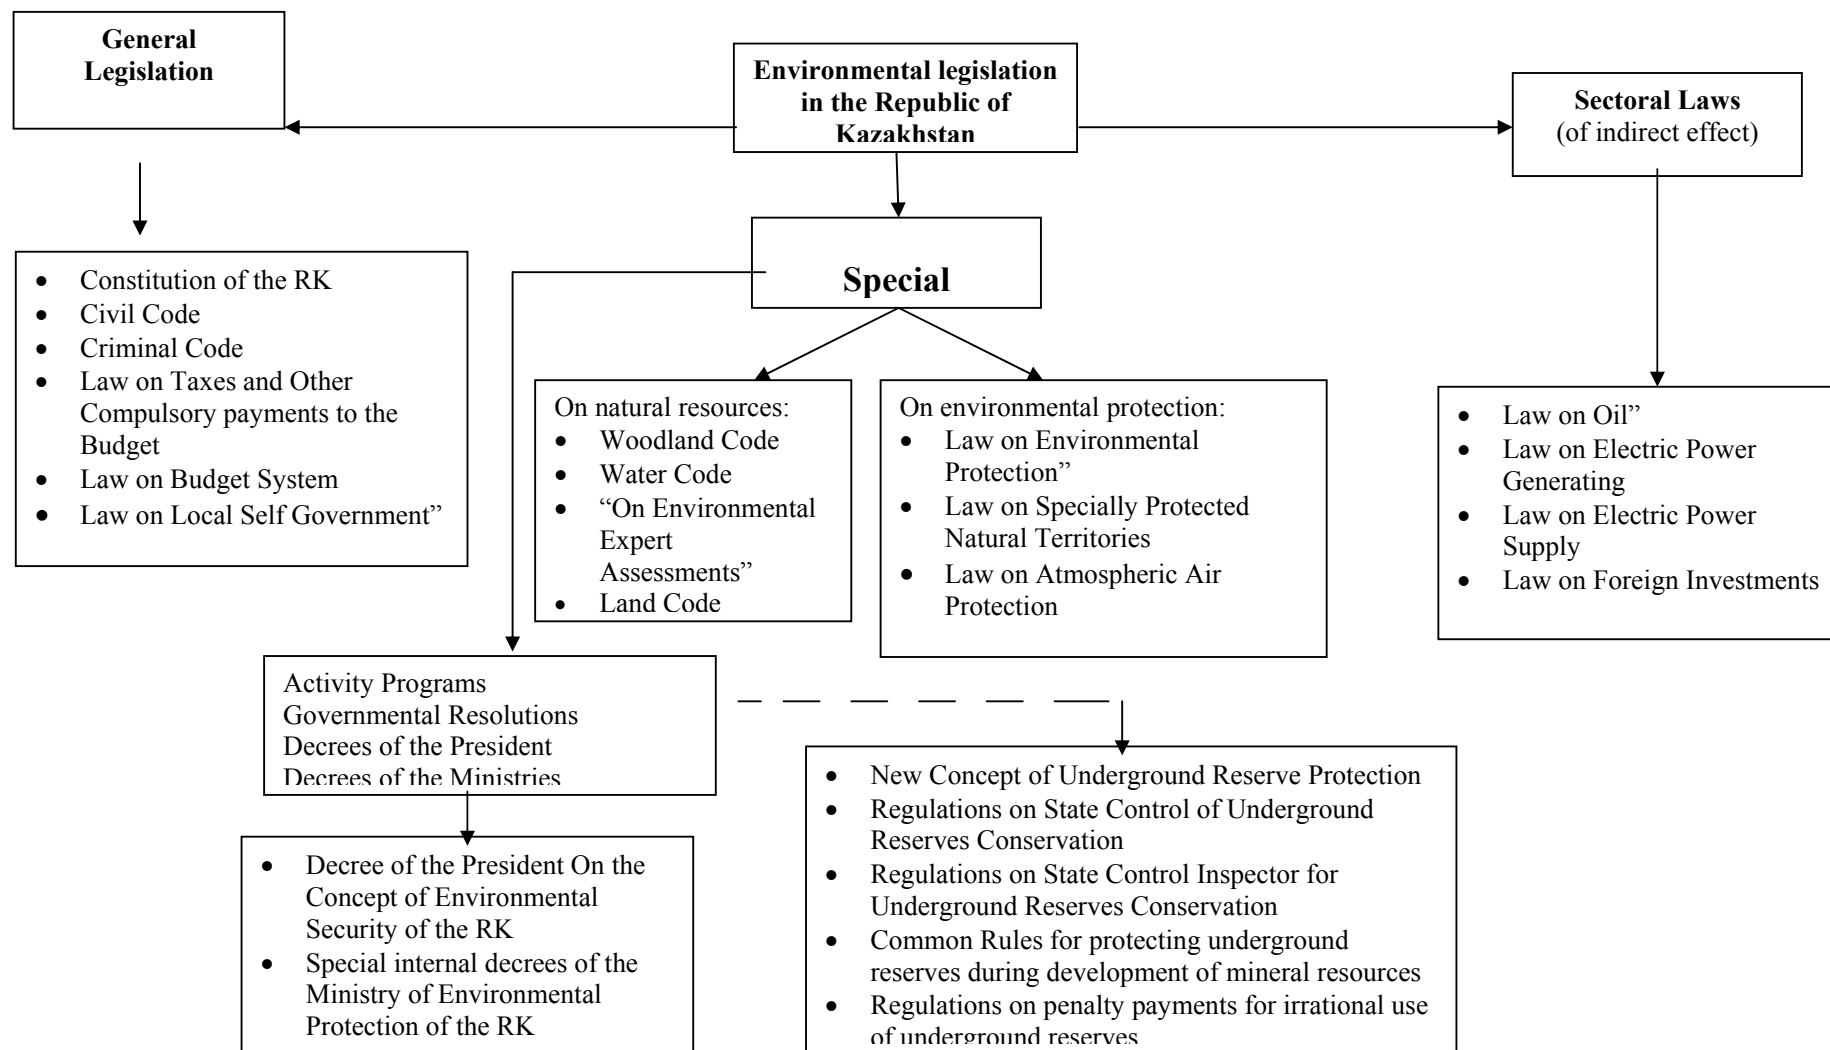 General
Legislation
Environmental legislation
in the Republic of
Kazakhstan
Sectoral Laws
(of indirect effect)
Special
• Constitution of the RK
• Civil Code
• Criminal Code
• Law on Taxes and Other
Compulsory payments to the
Budget
• Law on Budget System
• Law on Local Self Government”
On natural resources:
• Woodland Code
• Water Code
• “On Environmental
Expert
Assessments”
• Land Code
On environmental protection:
• Law on Environmental
Protection”
• Law on Specially Protected
Natural Territories
• Law on Atmospheric Air
Protection
• Law on Oil”
• Law on Electric Power
Generating
• Law on Electric Power
Supply
• Law on Foreign Investments
Activity Programs
Governmental Resolutions
Decrees of the President
Decrees of the Ministries
• Decree of the President On the
Concept of Environmental
Security of the RK
• Special internal decrees of the
Ministry of Environmental
Protection of the RK
• New Concept of Underground Reserve Protection
• Regulations on State Control of Underground
Reserves Conservation
• Regulations on State Control Inspector for
Underground Reserves Conservation
• Common Rules for protecting underground
reserves during development of mineral resources
• Regulations on penalty payments for irrational use
of underground reserves